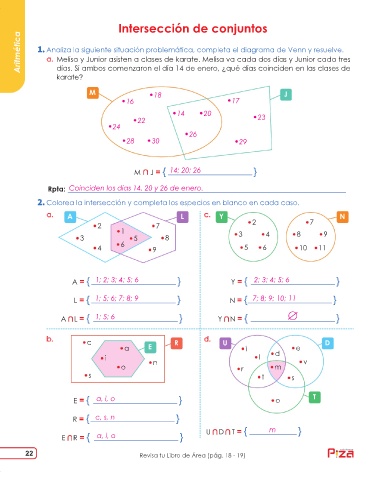 Intersección de conjuntos
Aritmética
1. Analiza la siguiente situación problemática, completa el diagrama de Venn y resuelve.
a. Melisa y Junior asisten a clases de karate. Melisa va cada dos días y Junior cada tres
días. Si ambos comenzaron el día 14 de enero, ¿qué días coinciden en las clases de
karate?
M J
•16 •18 •17
•14 •20
•24 •22 •23
•26
•28 •30 •29
M ∩ J = { 14; 20; 26 }
Rpta: Coinciden los días 14, 20 y 26 de enero.
2. Colorea la intersección y completa los espacios en blanco en cada caso.
a. A L
•2 •1 •7
•3 •5 •8
•4 •6 •9
A = { 1; 2; 3; 4; 5; 6 }
L = { 1; 5; 6; 7; 8; 9 }
A∩L = { 1; 5; 6 }
c. Y N
•2 •7
•3 •4 •8 •9
•5 •6 •10 •11
Y = { 2; 3; 4; 5; 6 }
N = { 7; 8; 9; 10; 11 }
Y∩N = { ∅ }
b. E R
•c •a
•i •n
•o
•s
E = { a, i, o }
R = { c, s, n }
E∩R = { a, i, o }
d. U D
•i •d •e
•l •v
•r •m
•s
•o T
U∩D∩T = { m }
22
Revisa tu Libro de Área (pág. 18 - 19)
Piza